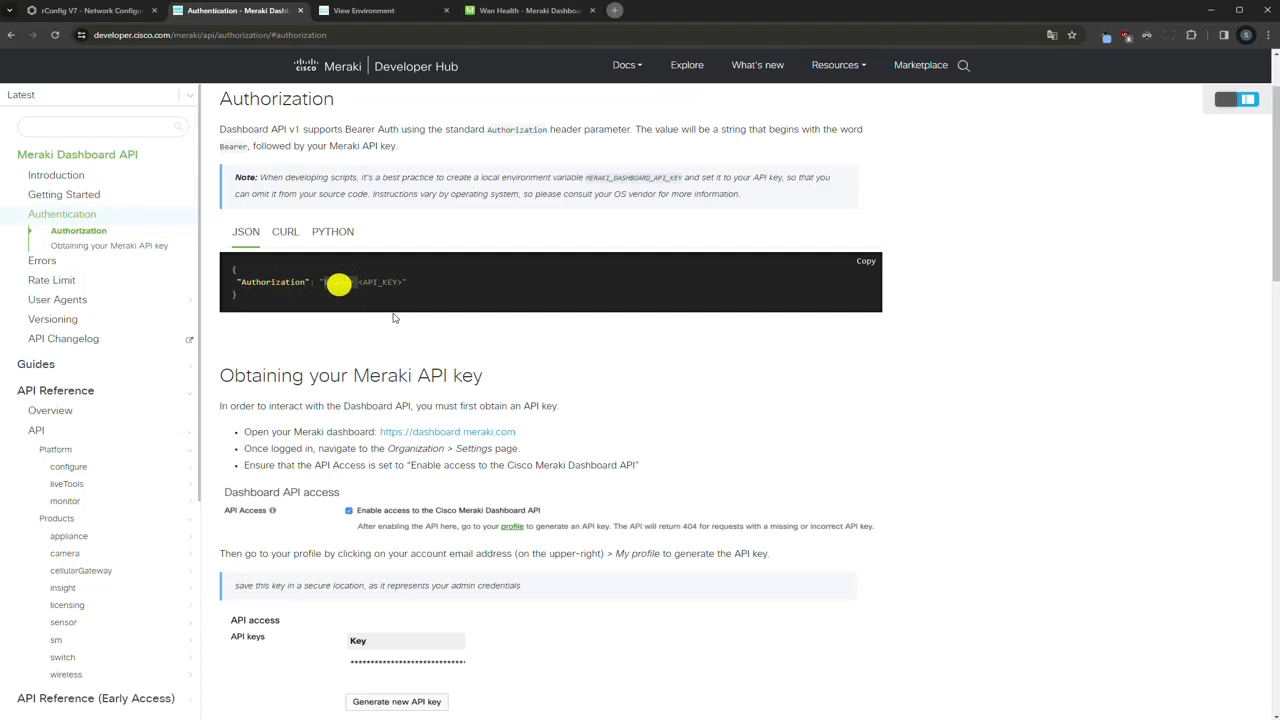 rConfig V7 - Network Configu
Authentication - Meraki Dash
View Environment
Wan Health - Meraki Dashboa
developer.cisco.com/meraki/api/authorization/#authorization
CISCO Meraki | Developer Hub
Docs
Explore
What's new
Resources
Marketplace
Latest
Meraki Dashboard API
Introduction
Getting Started
Authentication
Authorization
Obtaining your Meraki API key
Errors
Rate Limit
User Agents
Versioning
API Changelog
Guides
API Reference
Overview
API
Platform
configure
liveTools
monitor
Products
appliance
camera
cellularGateway
insight
licensing
sensor
sm
switch
wireless
API Reference (Early Access)
Authorization
Dashboard API v1 supports Bearer Auth using the standard Authorization header parameter. The value will be a string that begins with the word
Bearer, followed by your Meraki API key.
Note: When developing scripts, it's a best practice to create a local environment variable MERAKI_DASHBOARD_API_KEY and set it to your API key, so that you
can omit it from your source code. Instructions vary by operating system, so please consult your OS vendor for more information.
JSON CURL PYTHON
Copy
{
"Authorization": " <API_KEY>"
}
Obtaining your Meraki API key
In order to interact with the Dashboard API, you must first obtain an API key.
• Open your Meraki dashboard: https://dashboard.meraki.com
• Once logged in, navigate to the Organization > Settings page.
• Ensure that the API Access is set to “Enable access to the Cisco Meraki Dashboard API”
Dashboard API access
API Access Enable access to the Cisco Meraki Dashboard API
After enabling the API here, go to your profile to generate an API key. The API will return 404 for requests with a missing or incorrect API key.
Then go to your profile by clicking on your account email address (on the upper-right) > My profile to generate the API key.
save this key in a secure location, as it represents your admin credentials
API access
API keys
Key
******************************
Generate new API key